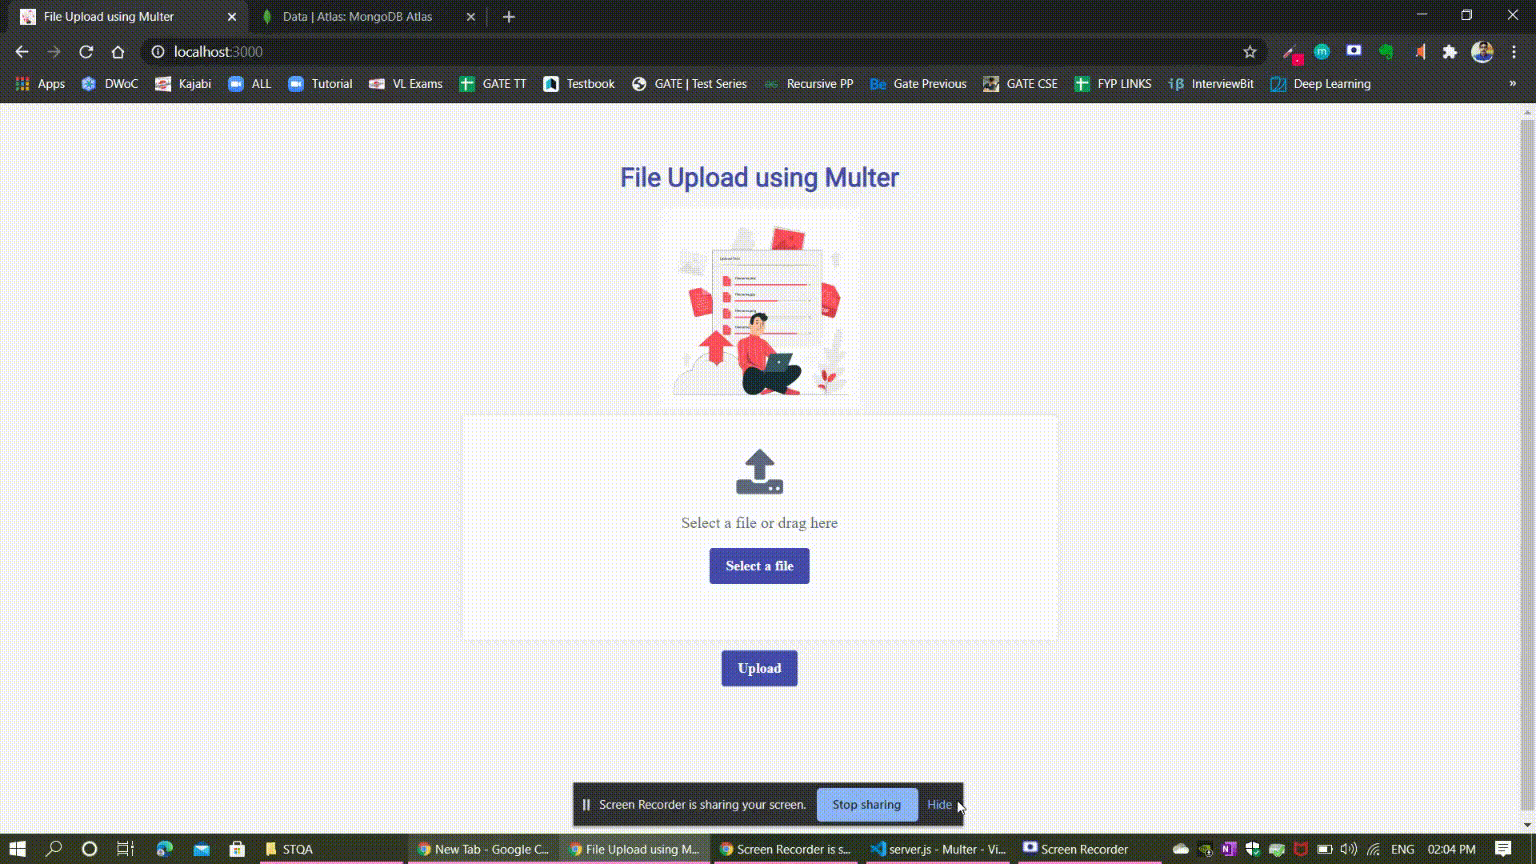 File Upload using Multer
Data | Atlas: MongoDB Atlas
localhost:3000
Apps DWoC Kajabi ALL Tutorial VL Exams GATE TT Testbook GATE | Test Series Recursive PP Gate Previous GATE CSE FYP LINKS InterviewBit Deep Learning »
File Upload using Multer
Select a file or drag here
Select a file
Upload
Screen Recorder is sharing your screen. Stop sharing Hide
STQA New Tab - Google C... File Upload using M... Screen Recorder is s... server.js - Multer - Vi... Screen Recorder ENG 02:04 PM